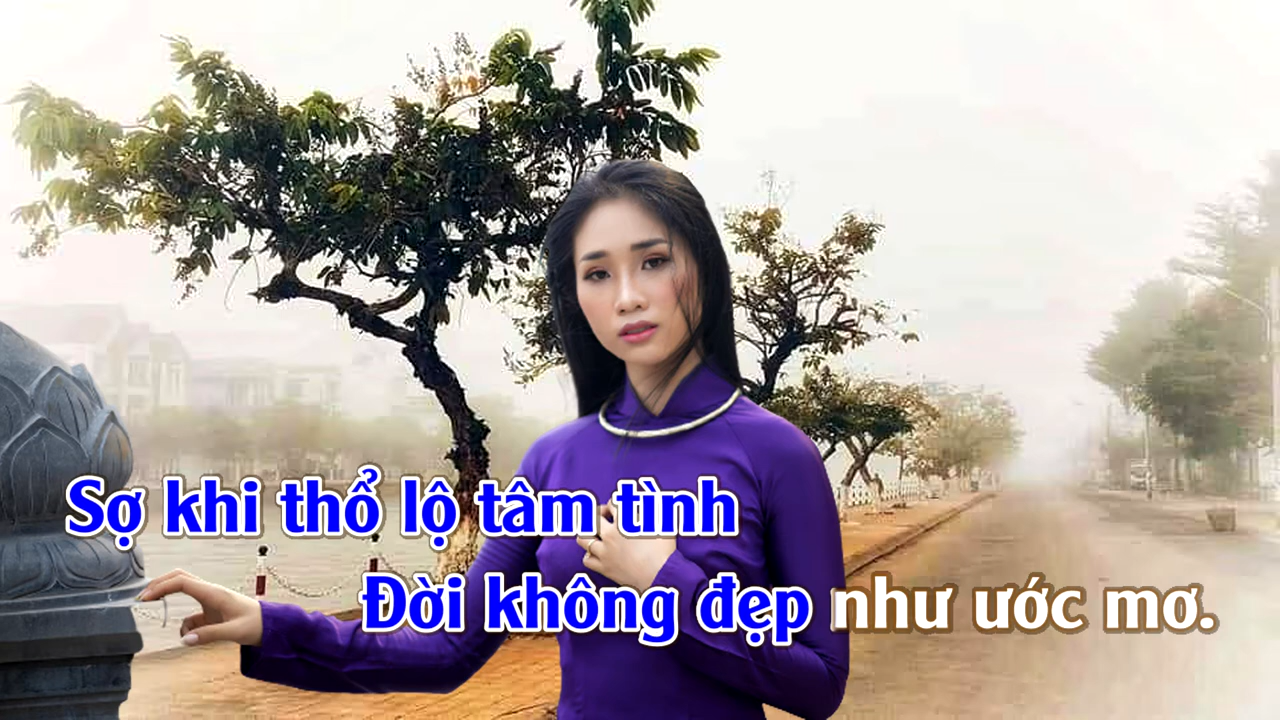 Sợ khi thổ lộ tâm tình
Đời không đẹp như ước mơ.